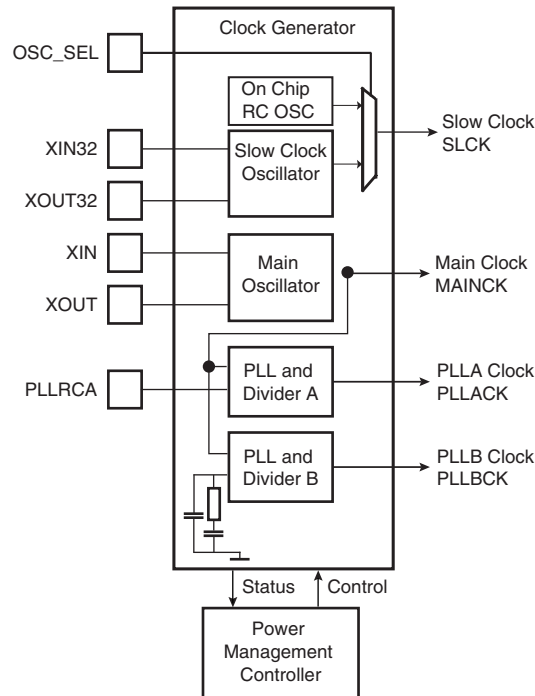 Clock Generator
OSC_SEL
On Chip
RC OSC
Slow Clock
SLCK
XIN32
Slow Clock
Oscillator
XOUT32
XIN
Main
Oscillator
Main Clock
MAINCK
XOUT
PLLRCA
PLL and
Divider A
PLLA Clock
PLLACK
PLL and
Divider B
PLLB Clock
PLLBCK
Status
Control
Power
Management
Controller